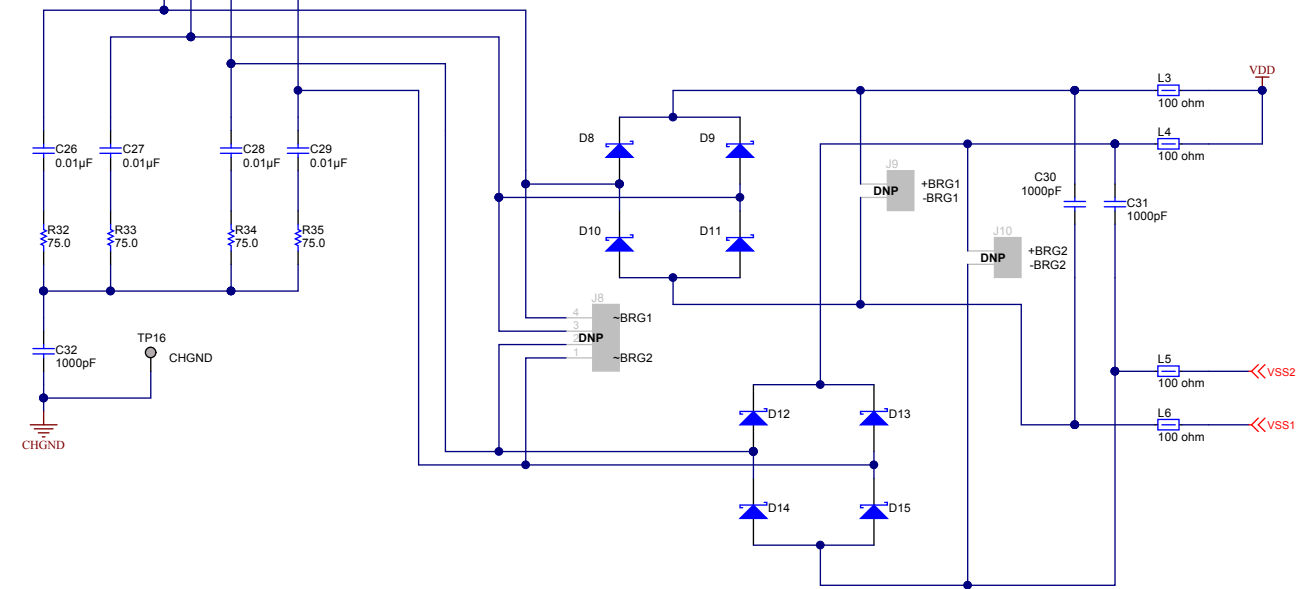 L3
VDD
100 ohm
L4
100 ohm
C26
0.01µF
C27
0.01µF
C28
0.01µF
C29
0.01µF
D8
D9
J9
DNP
+BRG1
-BRG1
C30
1000pF
C31
1000pF
R32
75.0
R33
75.0
R34
75.0
R35
75.0
D10
D11
J10
DNP
+BRG2
-BRG2
J8
4
3
2
1
DNP
~BRG1
~BRG2
C32
1000pF
TP16
CHGND
CHGND
L5
100 ohm
VSS2
L6
100 ohm
VSS1
D12
D13
D14
D15